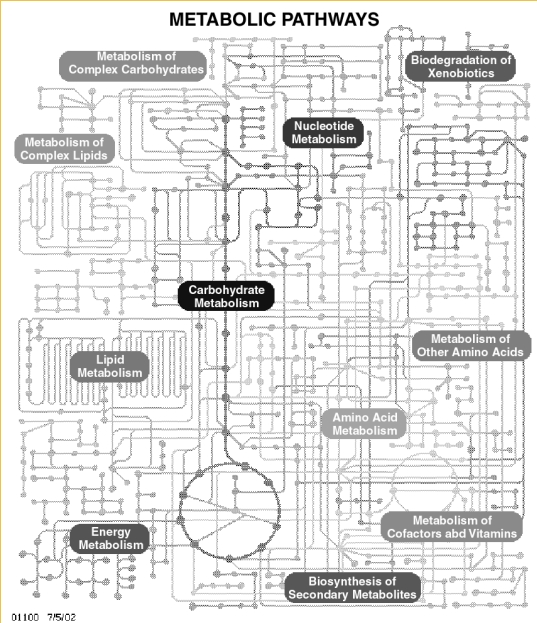 METABOLIC PATHWAYS
Metabolism of
Complex Carbohydrates
Biodegradation of
Xenobiotics
Nucleotide
Metabolism
Metabolism of
Complex Lipids
Carbohydrate
Metabolism
Metabolism of
Other Amino Acids
Lipid
Metabolism
Amino Acid
Metabolism
Metabolism of
Cofactors abd Vitamins
Energy
Metabolism
Biosynthesis of
Secondary Metabolites
01100 7/5/02